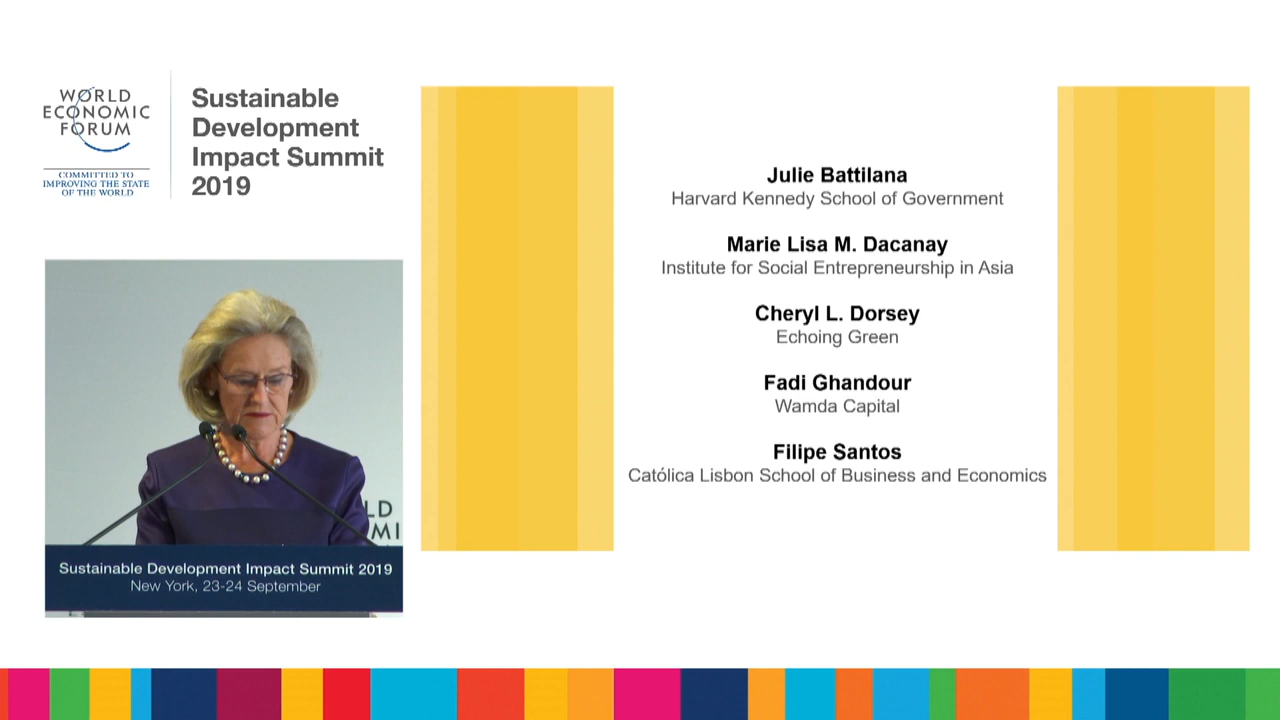 WORLD
ECONOMIC
FORUM
COMMITTED TO
IMPROVING THE STATE
OF THE WORLD
Sustainable
Development
Impact Summit
2019
Julie Battilana
Harvard Kennedy School of Government
Marie Lisa M. Dacanay
Institute for Social Entrepreneurship in Asia
Cheryl L. Dorsey
Echoing Green
Fadi Ghandour
Wamda Capital
Filipe Santos
Católica Lisbon School of Business and Economics
LD
MI
Sustainable Development Impact Summit 2019
New York, 23-24 September